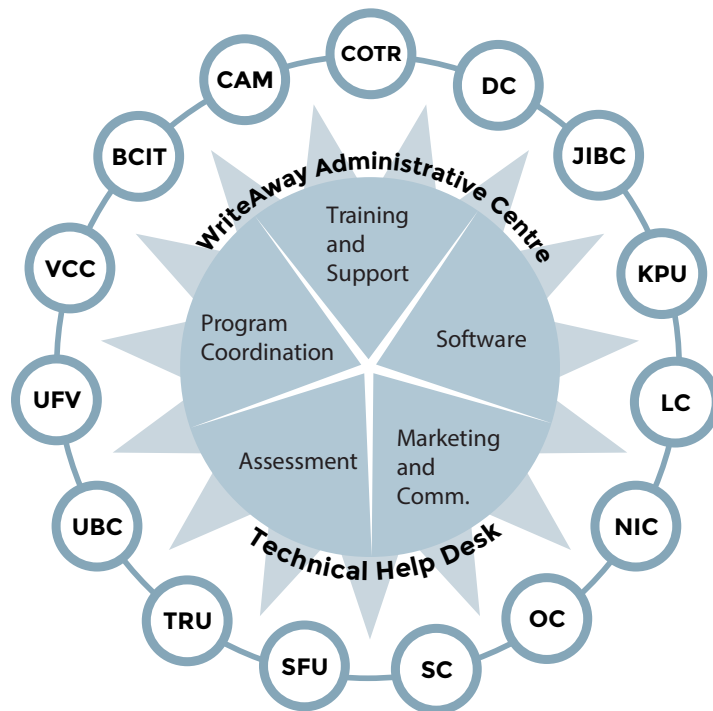 COTR
DC
JIBC
KPU
LC
NIC
OC
SC
SFU
TRU
UBC
UFV
VCC
BCIT
CAM
WriteAway Administrative Centre
Training
and
Support
Software
Marketing
and
Comm.
Assessment
Program
Coordination
Technical Help Desk